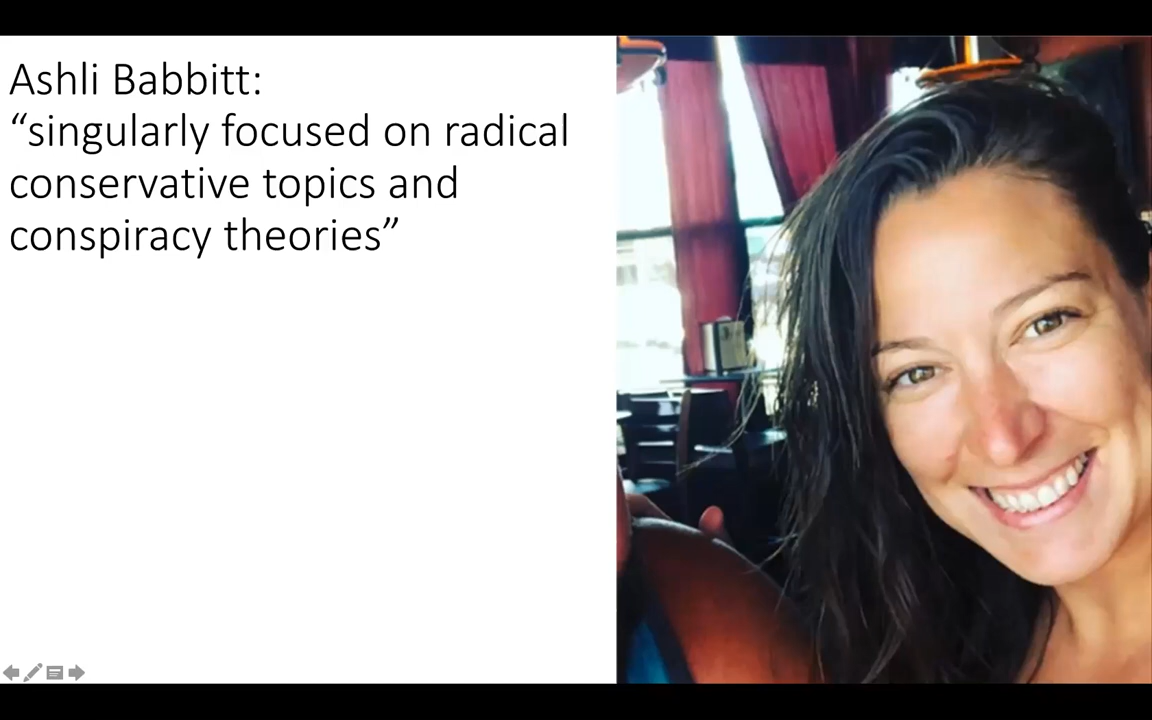 Ashli Babbitt:
“singularly focused on radical
conservative topics and
conspiracy theories”